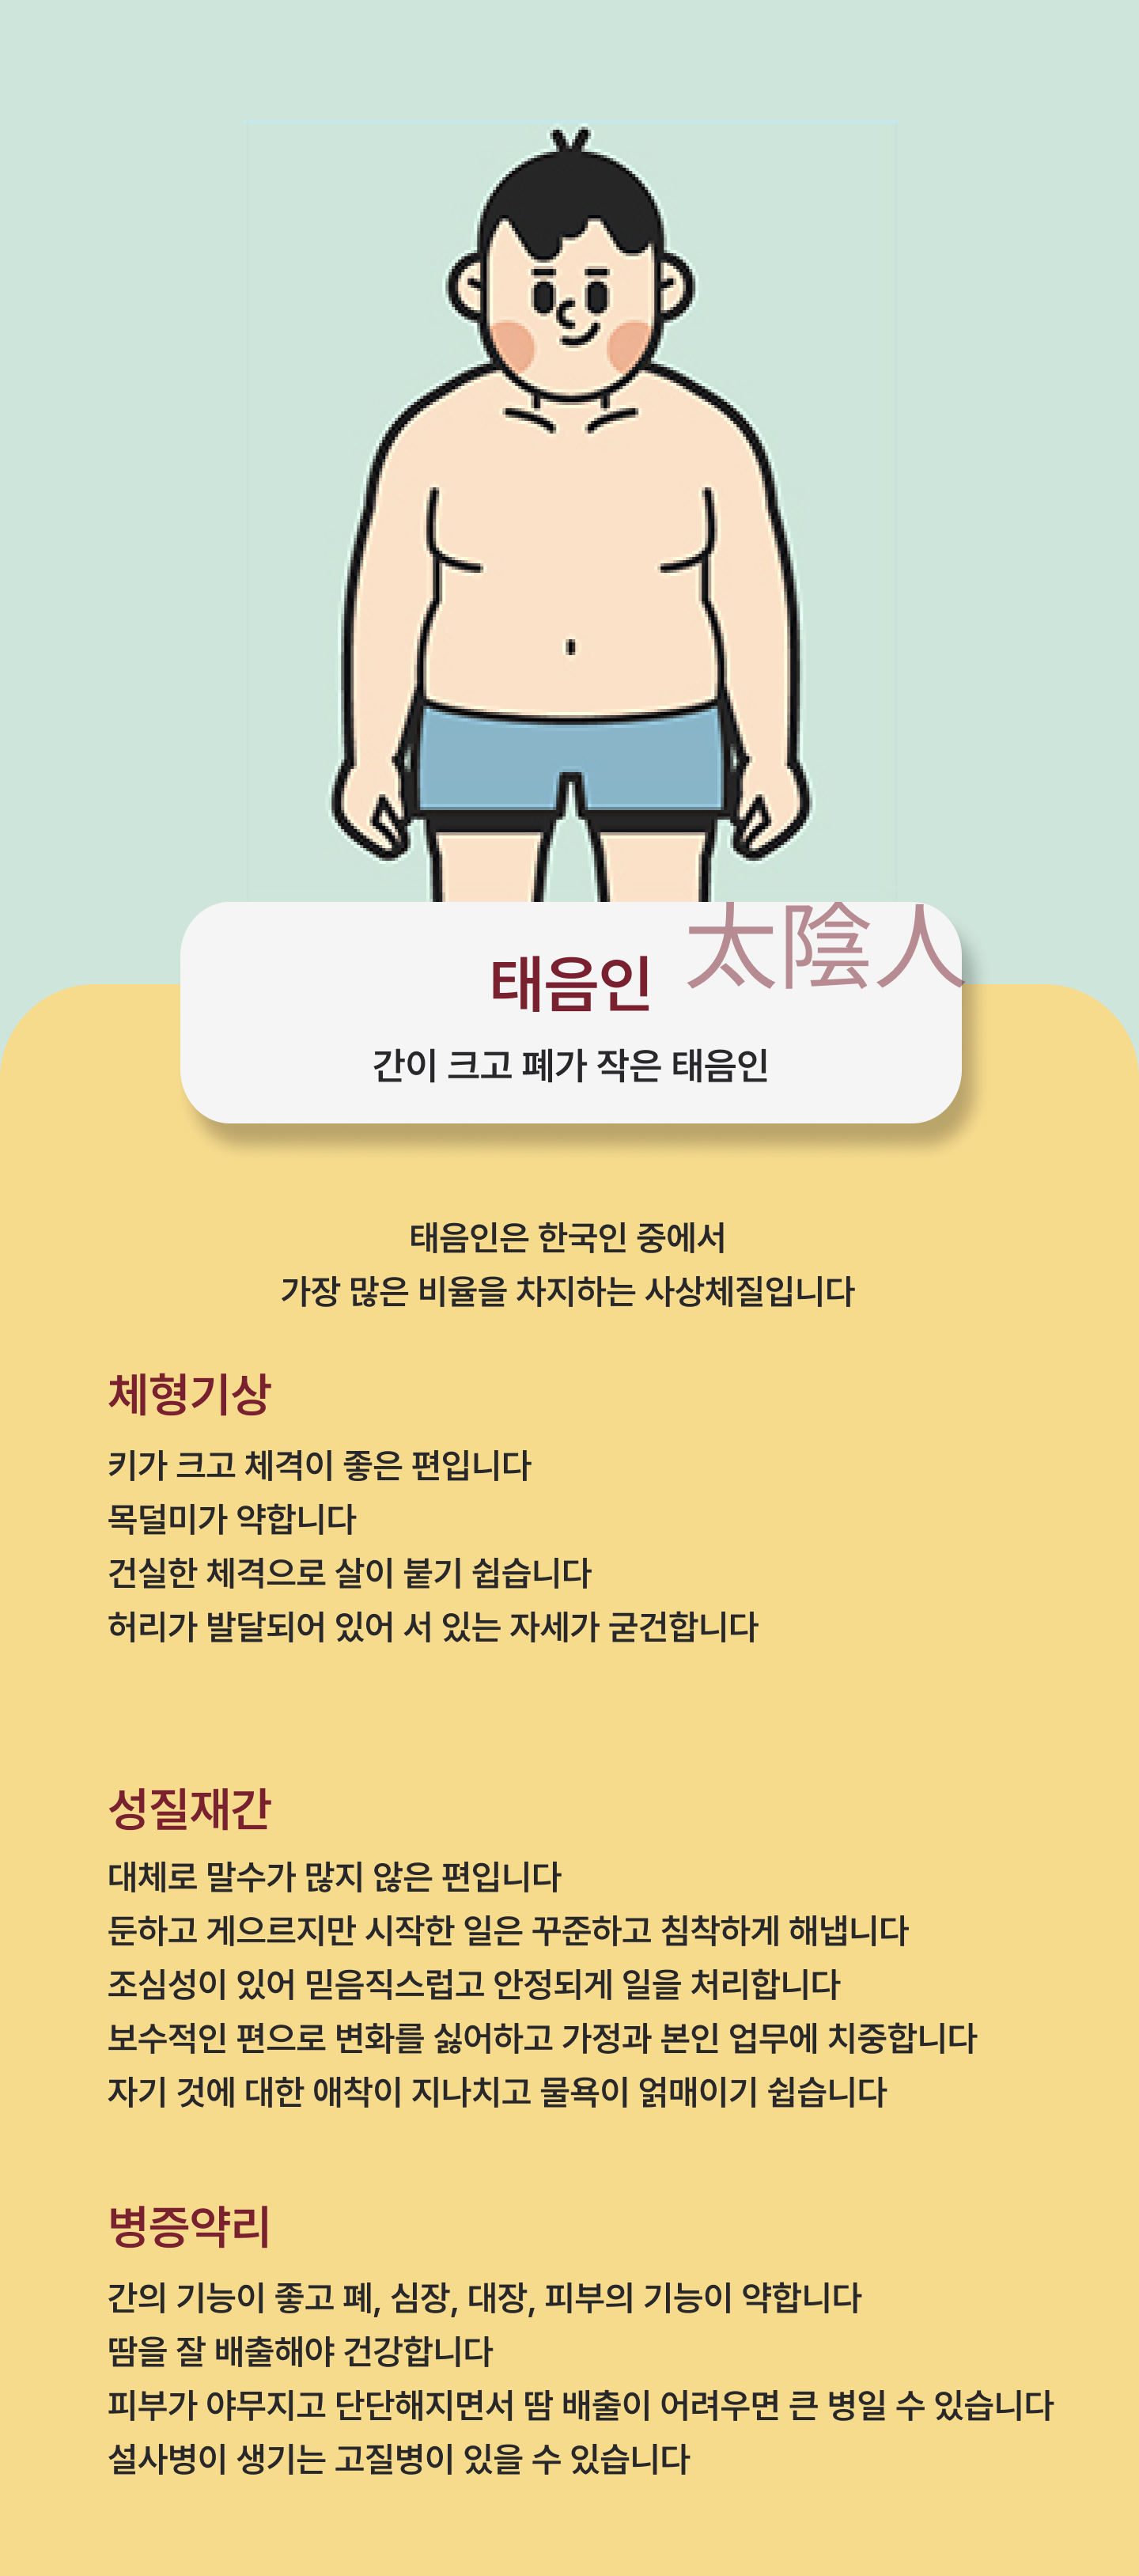 太陰人
태음인
간이 크고 폐가 작은 태음인
태음인은 한국인 중에서
가장 많은 비율을 차지하는 사상체질입니다
체형기상
키가 크고 체격이 좋은 편입니다
목덜미가 약합니다
건실한 체격으로 살이 붙기 쉽습니다
허리가 발달되어 있어 서 있는 자세가 굳건합니다
성질재간
대체로 말수가 많지 않은 편입니다
둔하고 게으르지만 시작한 일은 꾸준하고 침착하게 해냅니다
조심성이 있어 믿음직스럽고 안정되게 일을 처리합니다
보수적인 편으로 변화를 싫어하고 가정과 본인 업무에 치중합니다
자기 것에 대한 애착이 지나치고 물욕이 얽매이기 쉽습니다
병증약리
간의 기능이 좋고 폐, 심장, 대장, 피부의 기능이 약합니다
땀을 잘 배출해야 건강합니다
피부가 야무지고 단단해지면서 땀 배출이 어려우면 큰 병일 수 있습니다
설사병이 생기는 고질병이 있을 수 있습니다